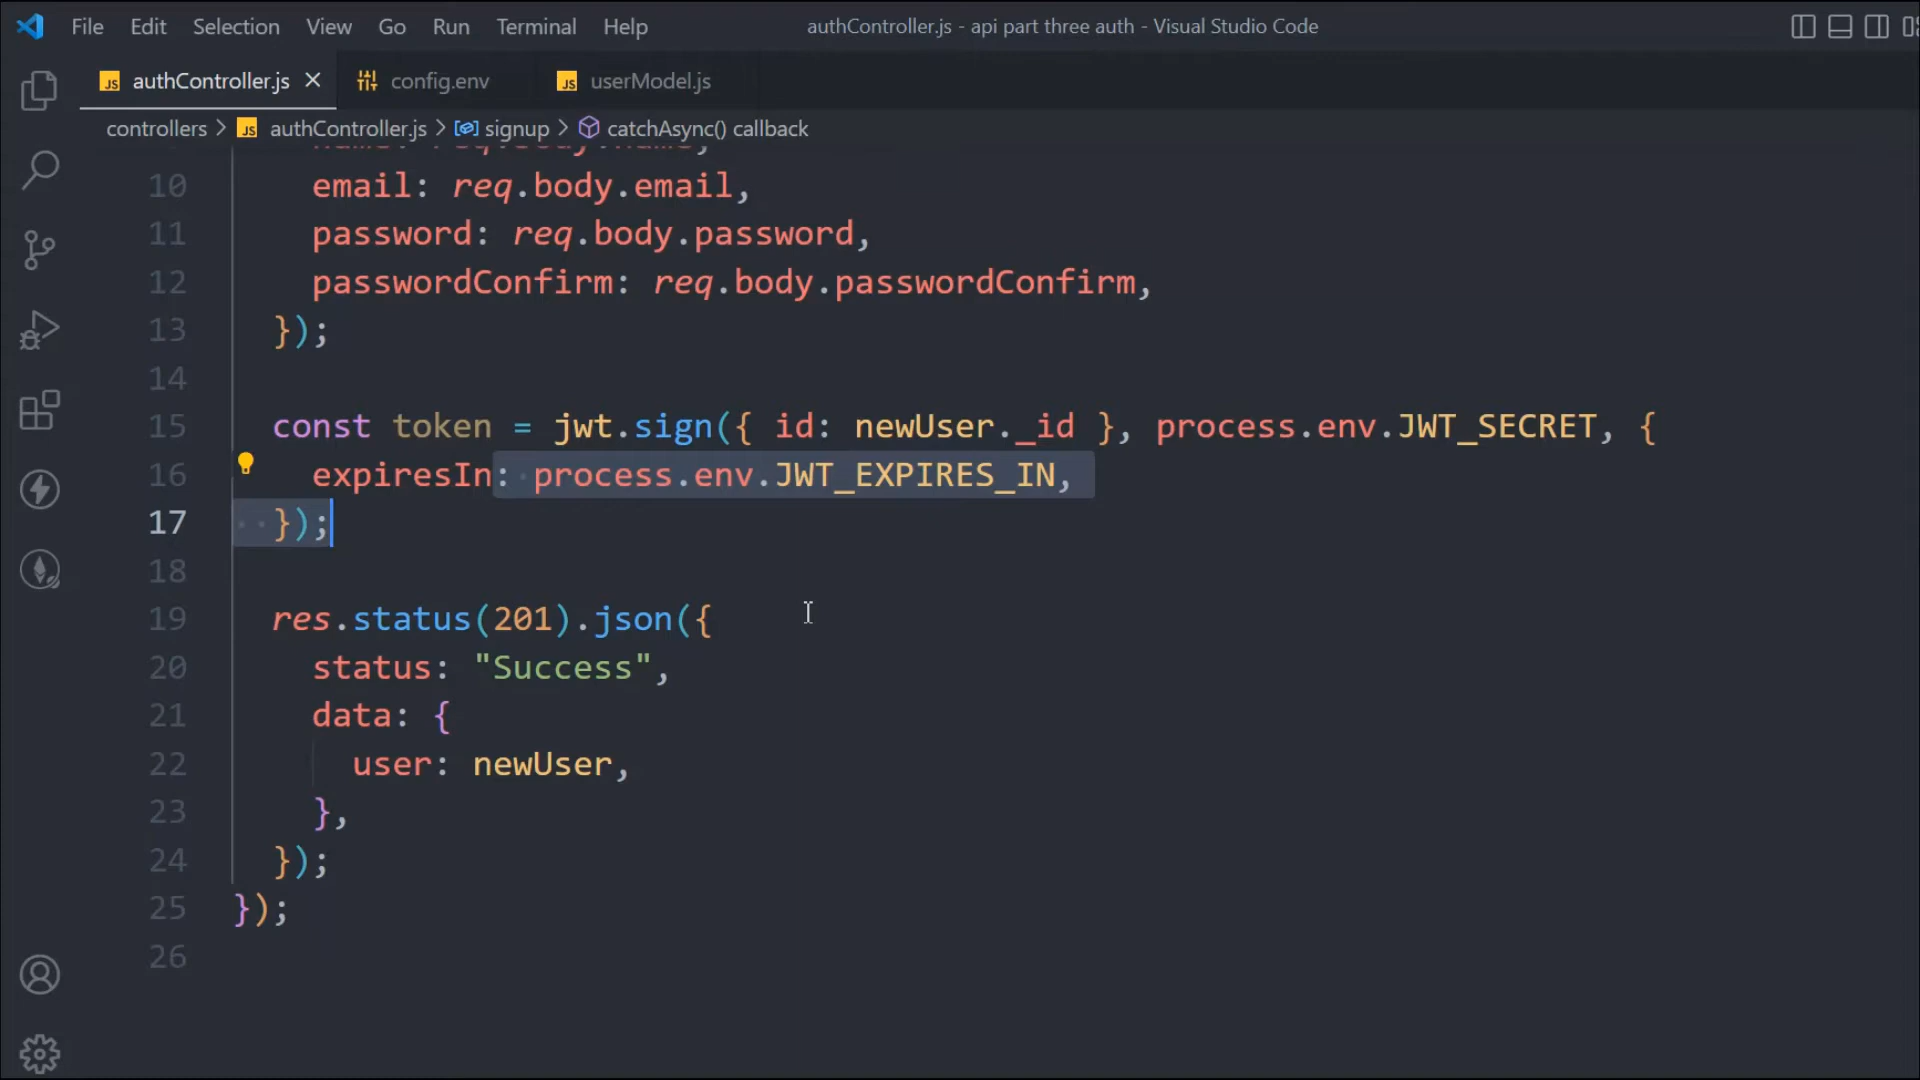 File Edit Selection View Go Run Terminal Help authController.js - api part three auth - Visual Studio Code
JS authController.js config.env JS userModel.js
controllers > JS authController.js > signup > catchAsync() callback
10 email: req.body.email,
11 password: req.body.password,
12 passwordConfirm: req.body.passwordConfirm,
13 });
14
15 const token = jwt.sign({ id: newUser._id }, process.env.JWT_SECRET, {
16 expiresIn: process.env.JWT_EXPIRES_IN,
17 });
18
19 res.status(201).json({
20 status: "Success",
21 data: {
22 user: newUser,
23 },
24 });
25 });
26